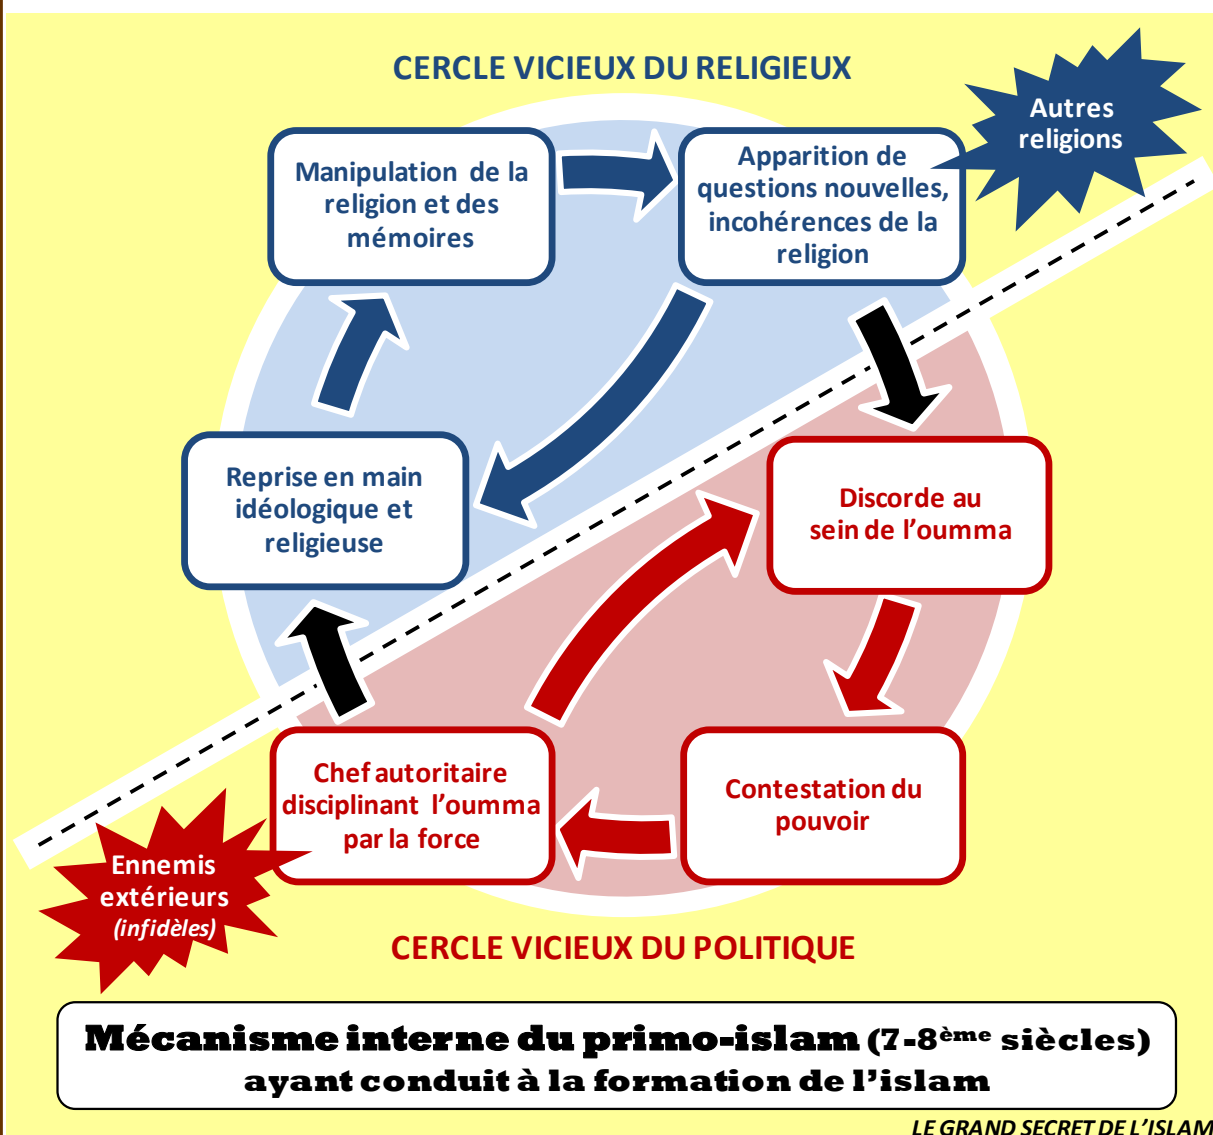 CERCLE VICIEUX DU RELIGIEUX
Autres
religions
Manipulation de la
religion et des
mémoires
Apparition de
questions nouvelles,
incohérences de la
religion
Reprise en main
idéologique et
religieuse
Discorde au
sein de l'oumma
Chef autoritaire
disciplinant l'oumma
par la force
Contestation du
pouvoir
Ennemis
extérieurs
(infidèles)
CERCLE VICIEUX DU POLITIQUE
Mécanisme interne du primo-islam (7-8ème siècles)
ayant conduit à la formation de l'islam
LE GRAND SECRET DE L'ISLAM